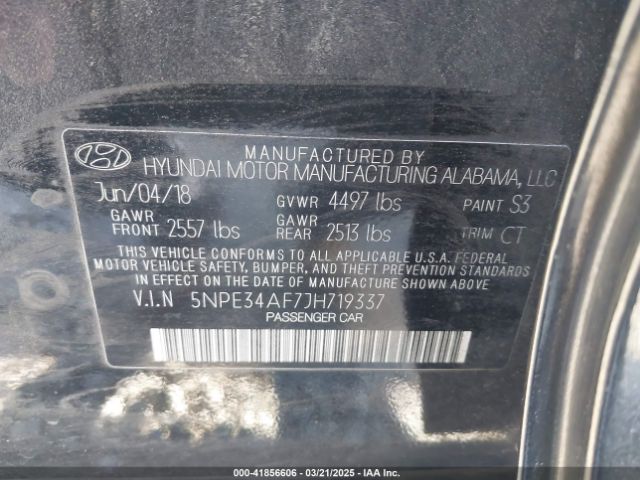 MANUFACTURED BY
HYUNDAI MOTOR MANUFACTURING ALABAMA, LLC
Jun/04/18 GVWR 4497 lbs PAINT S3
GAWR FRONT 2557 lbs GAWR REAR 2513 lbs TRIM CT
THIS VEHICLE CONFORMS TO ALL APPLICABLE U.S.A. FEDERAL
MOTOR VEHICLE SAFETY, BUMPER, AND THEFT PREVENTION STANDARDS
IN EFFECT ON THE DATE OF MANUFACTURE SHOWN ABOVE
V.I.N 5NPE34AF7JH719337
PASSENGER CAR
000-41856606 - 03/21/2025 - IAA Inc.